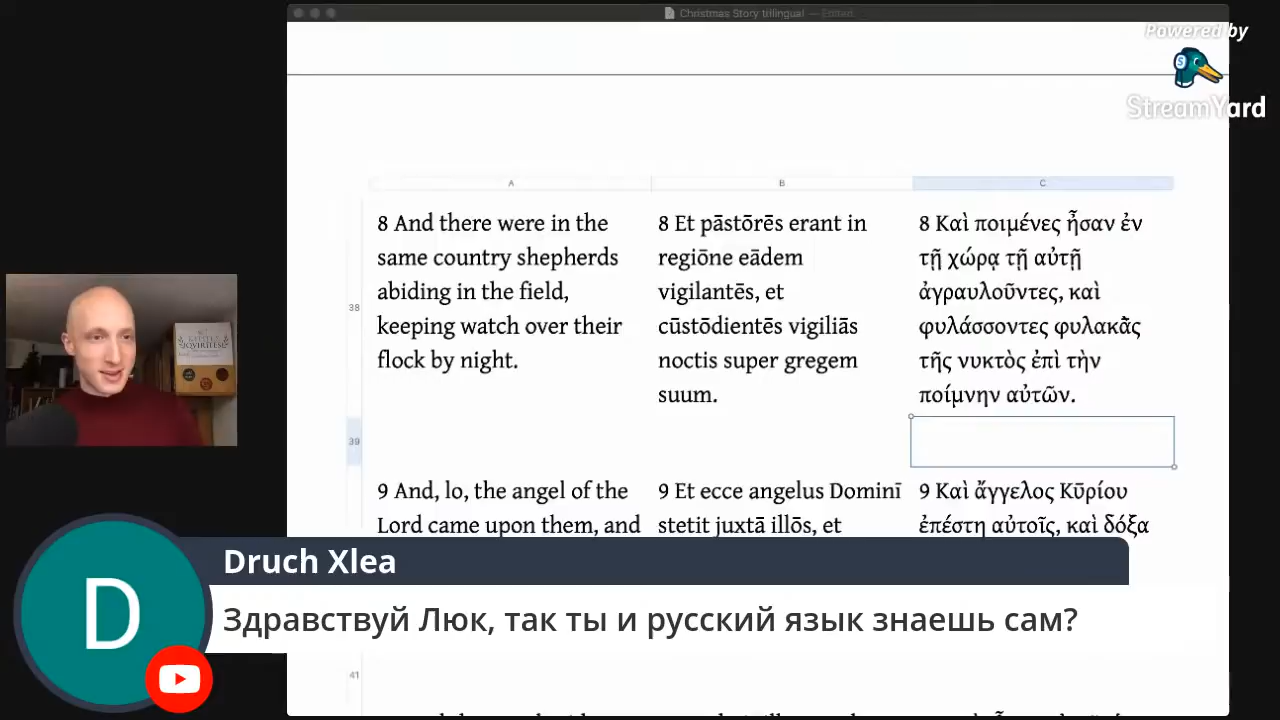 Christmas Story trilingual — Edited
Powered by
StreamYard
A
B
C
38
8 And there were in the
same country shepherds
abiding in the field,
keeping watch over their
flock by night.
8 Et pāstōrēs erant in
regiōne eādem
vigilantēs, et
cūstōdientēs vigiliās
noctis super gregem
suum.
8 Καὶ ποιμένες ἦσαν ἐν
τῇ χώρᾳ τῇ αὐτῇ
ἀγραυλοῦντες, καὶ
φυλάσσοντες φυλακᾱ̀ς
τῆς νυκτὸς ἐπὶ τὴν
ποίμνην αὐτῶν.
39
9 And, lo, the angel of the
Lord came upon them, and
9 Et ecce angelus Dominī
stetit juxtā illōs, et
9 Καὶ ἄγγελος Κῡρίου
ἐπέστη αὐτοῖς, καὶ δόξα
D
Druch Xlea
Здравствуй Люк, так ты и русский язык знаешь сам?
41